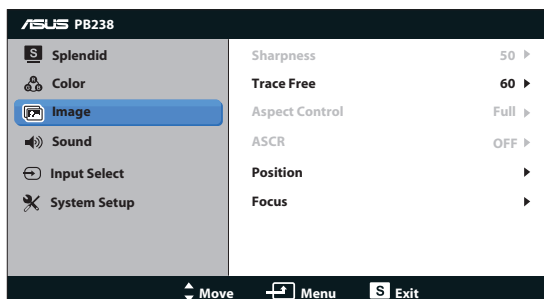 ASUS PB238
S Splendid
Color
Image
Sound
Input Select
System Setup
Sharpness 50
Trace Free 60
Aspect Control Full
ASCR OFF
Position
Focus
Move Menu S Exit